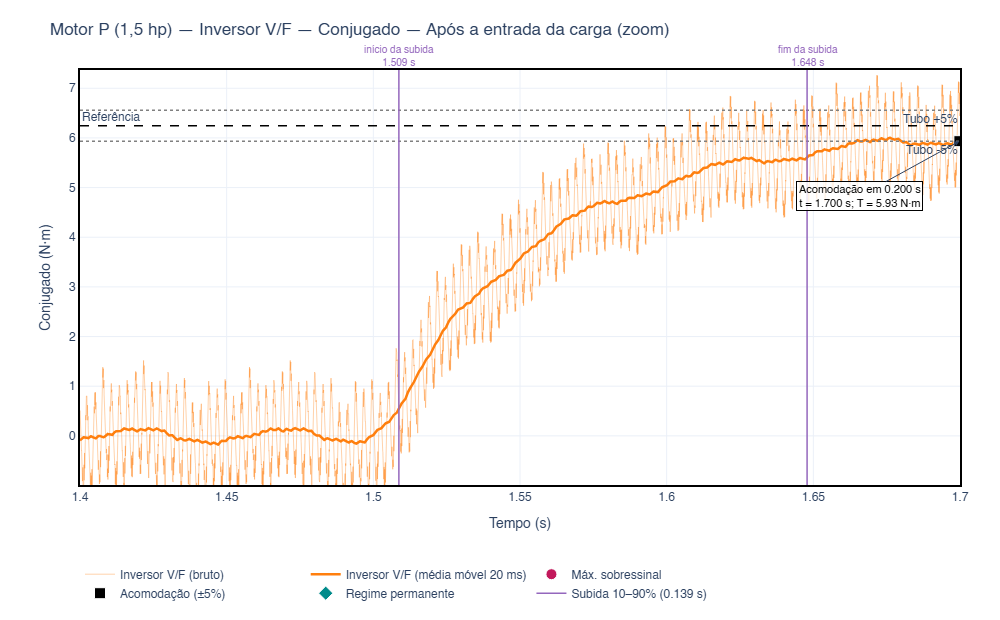 Motor P (1,5 hp) — Inversor V/F — Conjugado — Após a entrada da carga (zoom)
início da subida
1.509 s
fim da subida
1.648 s
7
6
5
4
3
2
1
0
Conjugado (N·m)
Referência
Tubo +5%
Tubo -5%
Acomodação em 0.200 s
t = 1.700 s; T = 5.93 N·m
1.4
1.45
1.5
1.55
1.6
1.65
1.7
Tempo (s)
Inversor V/F (bruto)
Inversor V/F (média móvel 20 ms)
Máx. sobressinal
Acomodação (±5%)
Regime permanente
Subida 10–90% (0.139 s)